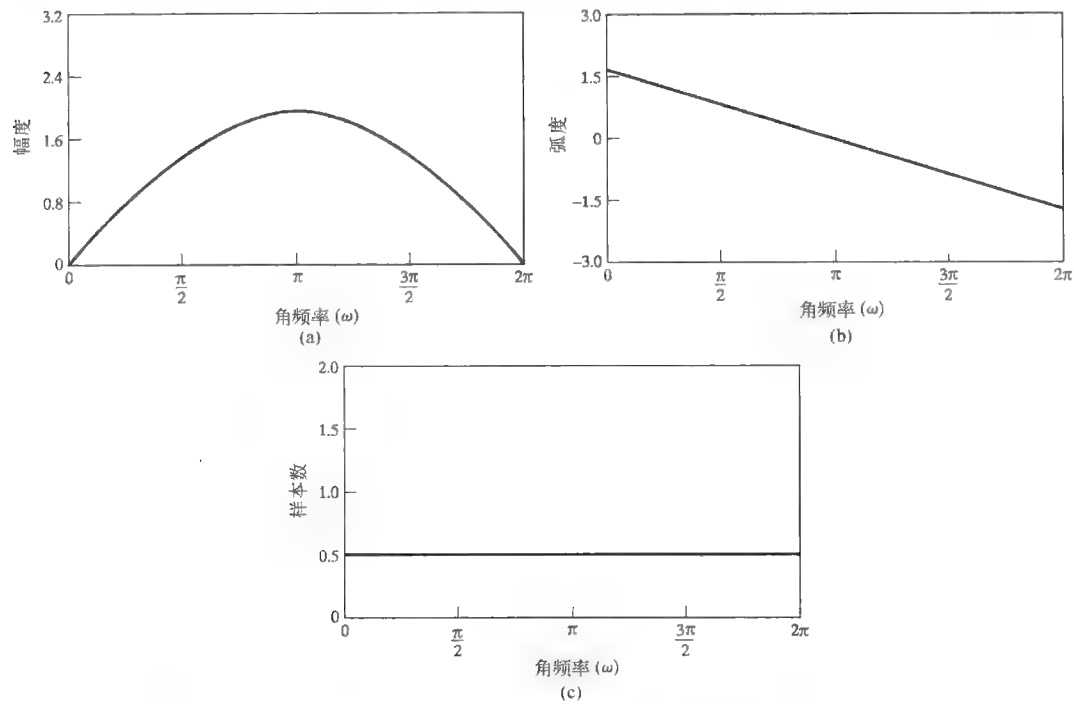 3.2
2.4
1.6
0.8
0
幅度
0
π/2
π
3π/2
2π
角频率 (ω)
(a)
3.0
1.5
0
-1.5
-3.0
弧度
0
π/2
π
3π/2
2π
角频率 (ω)
(b)
2.0
1.5
1.0
0.5
0
样本数
0
π/2
π
3π/2
2π
角频率 (ω)
(c)